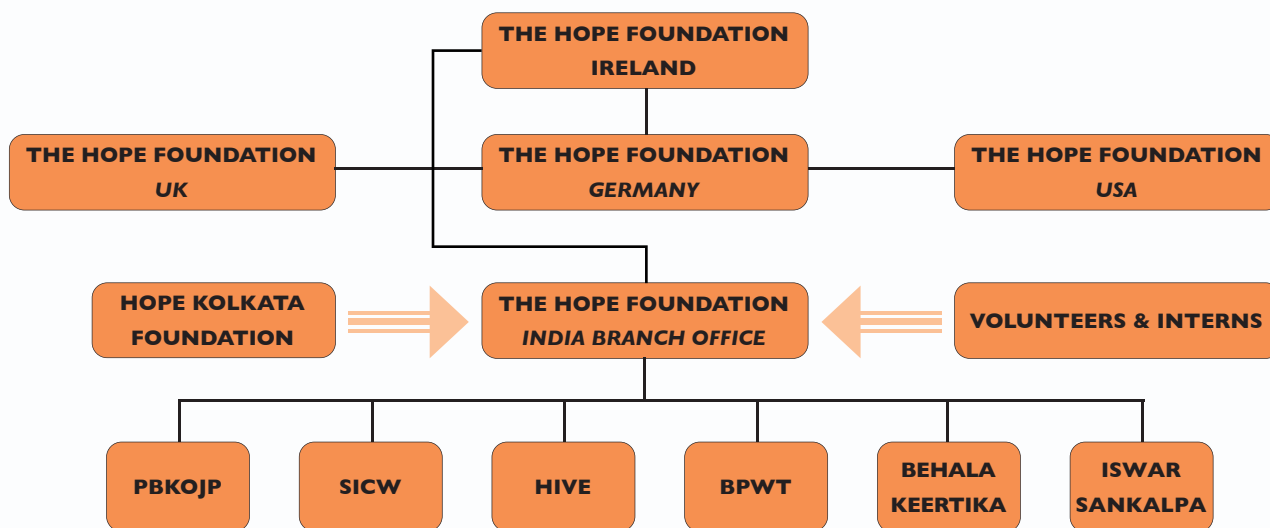 THE HOPE FOUNDATION
IRELAND
THE HOPE FOUNDATION
UK
THE HOPE FOUNDATION
GERMANY
THE HOPE FOUNDATION
USA
HOPE KOLKATA
FOUNDATION
THE HOPE FOUNDATION
INDIA BRANCH OFFICE
VOLUNTEERS & INTERNS
PBKOJP
SICW
HIVE
BPWT
BEHALA
KEERTIKA
ISWAR
SANKALPA